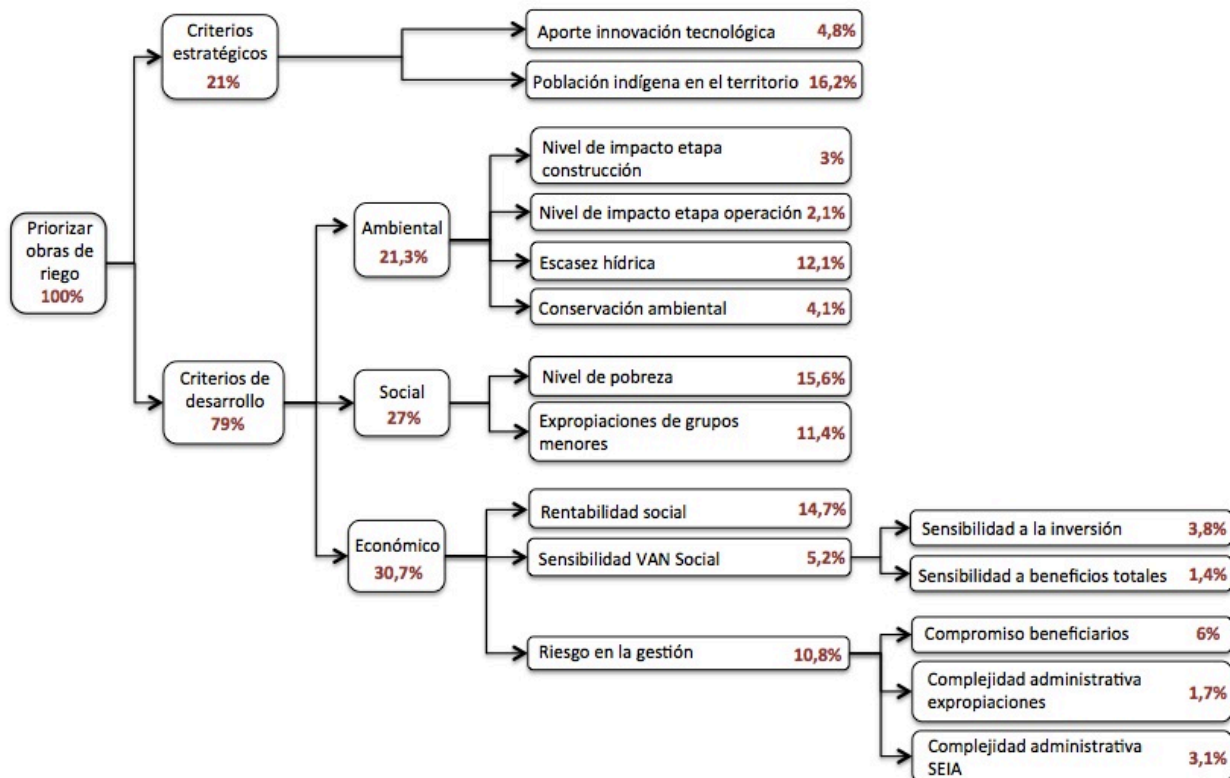 Priorizar
obras de
riego
100%
Criterios
estratégicos
21%
Aporte innovación tecnológica 4,8%
Población indígena en el territorio 16,2%
Criterios de
desarrollo
79%
Ambiental
21,3%
Nivel de impacto etapa
construcción 3%
Nivel de impacto etapa operación 2,1%
Escasez hídrica 12,1%
Conservación ambiental 4,1%
Social
27%
Nivel de pobreza 15,6%
Expropiaciones de grupos
menores 11,4%
Económico
30,7%
Rentabilidad social 14,7%
Sensibilidad VAN Social 5,2%
Sensibilidad a la inversión 3,8%
Sensibilidad a beneficios totales 1,4%
Riesgo en la gestión 10,8%
Compromiso beneficiarios 6%
Complejidad administrativa
expropiaciones 1,7%
Complejidad administrativa
SEIA 3,1%